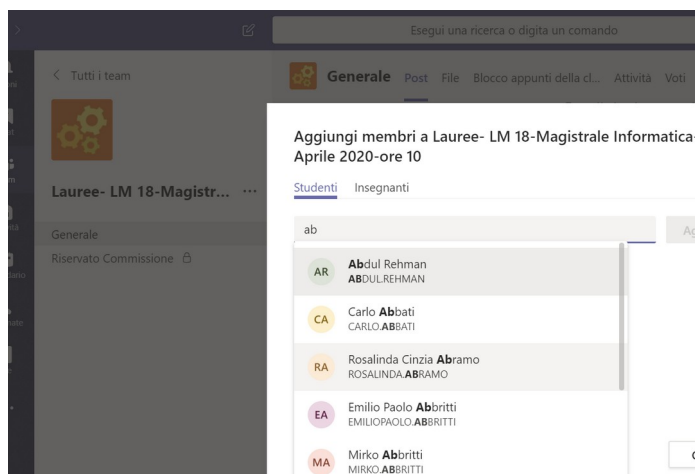 Esegui una ricerca o digita un comando
Tutti i team
Generale Post File Blocco appunti della cl... Attività Voti
Aggiungi membri a Lauree- LM 18-Magistrale Informatica-
Aprile 2020-ore 10
Studenti Insegnanti
Lauree- LM 18-Magistr... ...
ab
Generale
Riservato Commissione
AR Abdul Rehman
ABDUL.REHMAN
CA Carlo Abbati
CARLO.ABBATI
RA Rosalinda Cinzia Abramo
ROSALINDA.ABRAMO
EA Emilio Paolo Abbritti
EMILIOPAOLO.ABBRITTI
MA Mirko Abbritti
MIRKO.ABBRITTI